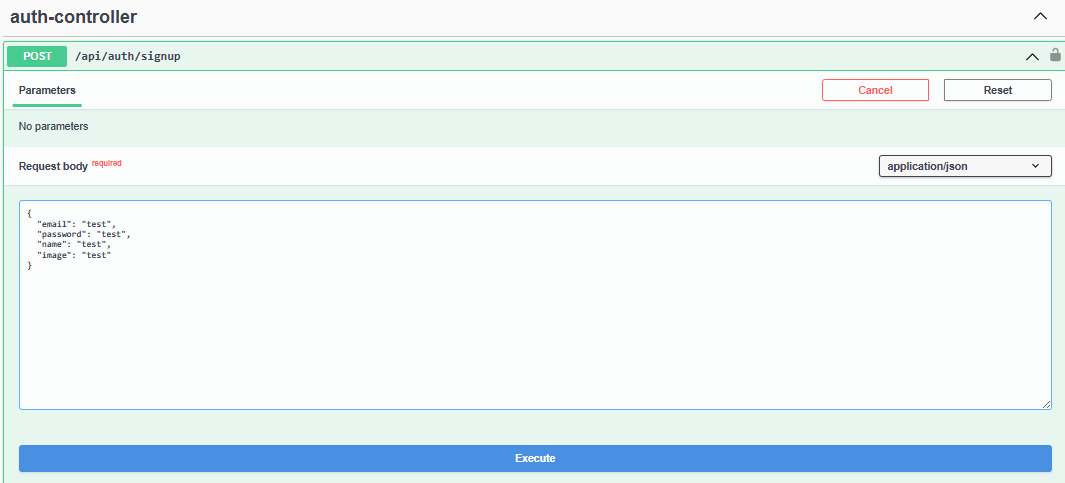 auth-controller
POST /api/auth/signup
Parameters Cancel Reset
No parameters
Request body required application/json
{
  "email": "test",
  "password": "test",
  "name": "test",
  "image": "test"
}
Execute